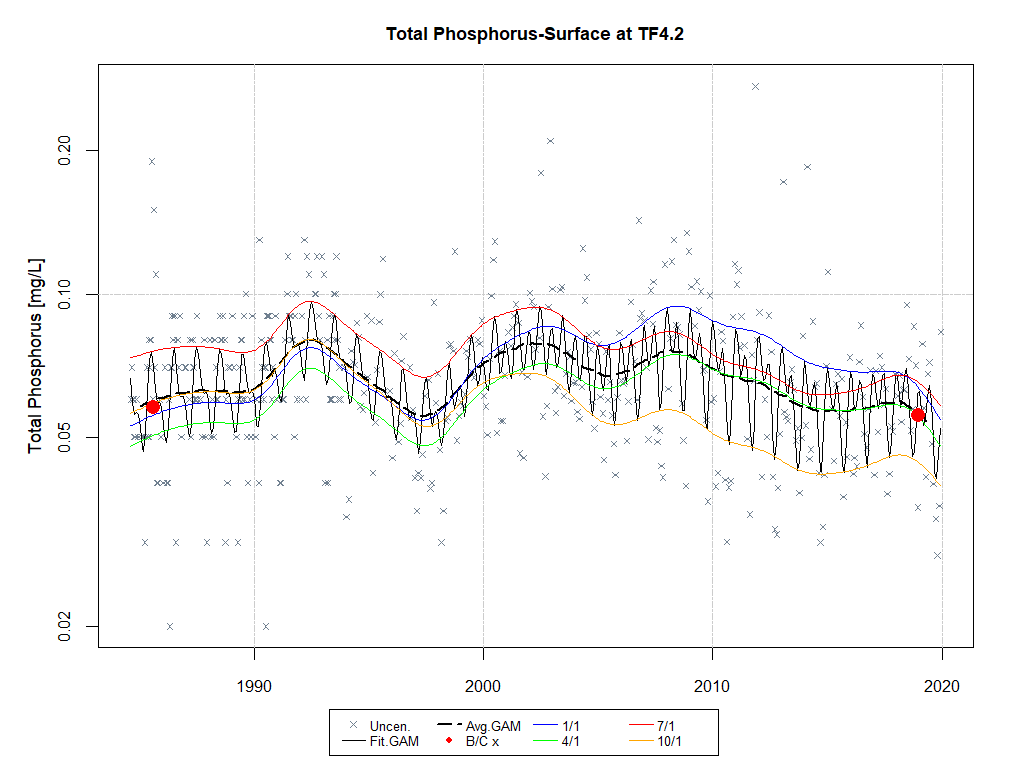 Total Phosphorus-Surface at TF4.2
Total Phosphorus [mg/L]
0.20
0.10
0.05
0.02
1990 2000 2010 2020
Uncen. Avg.GAM 1/1 7/1
Fit.GAM B/C x 4/1 10/1